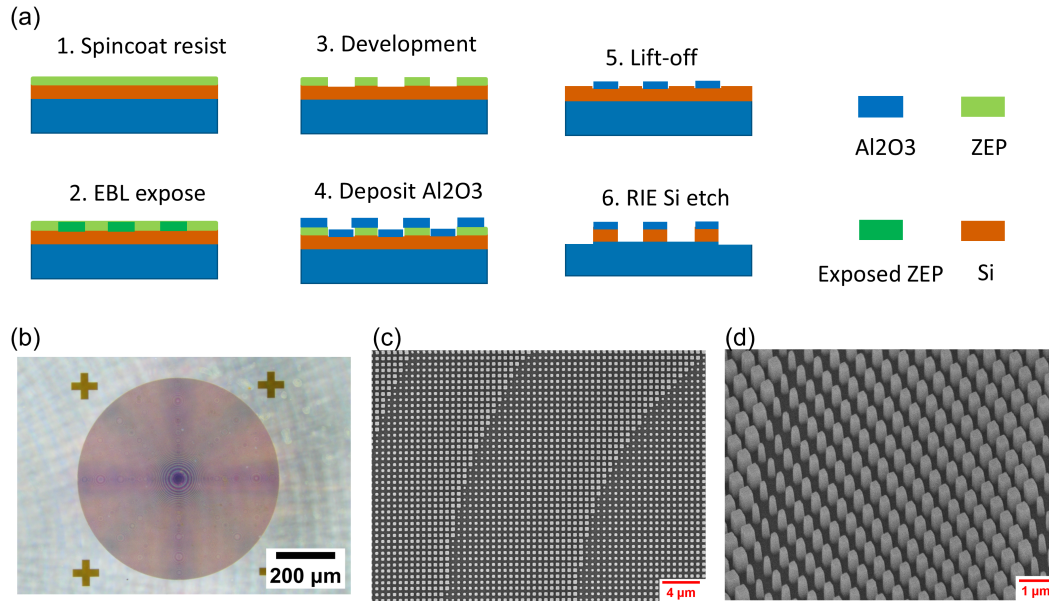 (a)
1. Spincoat resist
3. Development
5. Lift-off
Al2O3
ZEP
2. EBL expose
4. Deposit Al2O3
6. RIE Si etch
Exposed ZEP
Si
(b)
(c)
(d)
200 μm
4 μm
1 μm